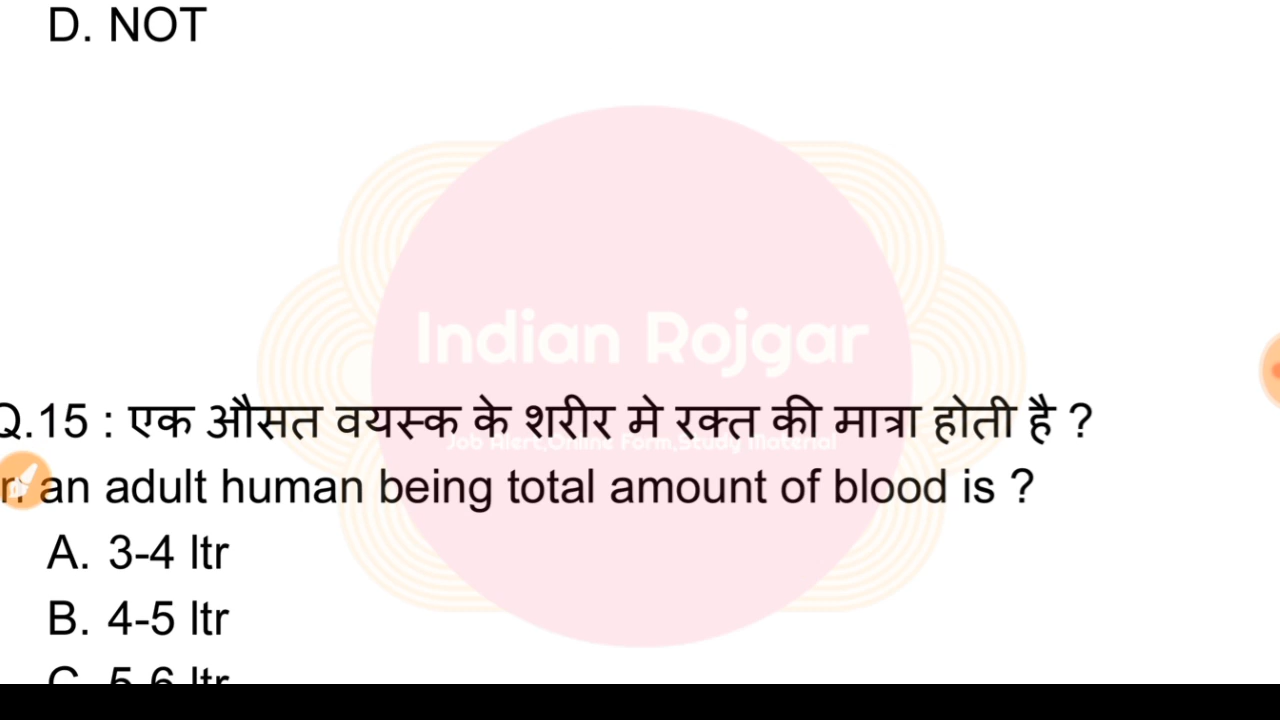 D. NOT
Indian Rojgar
Q.15 : एक औसत वयस्क के शरीर मे रक्त की मात्रा होती है ?
Job Alert,Online Form,Study Material
an adult human being total amount of blood is ?
A. 3-4 ltr
B. 4-5 ltr
C. 5-6 ltr